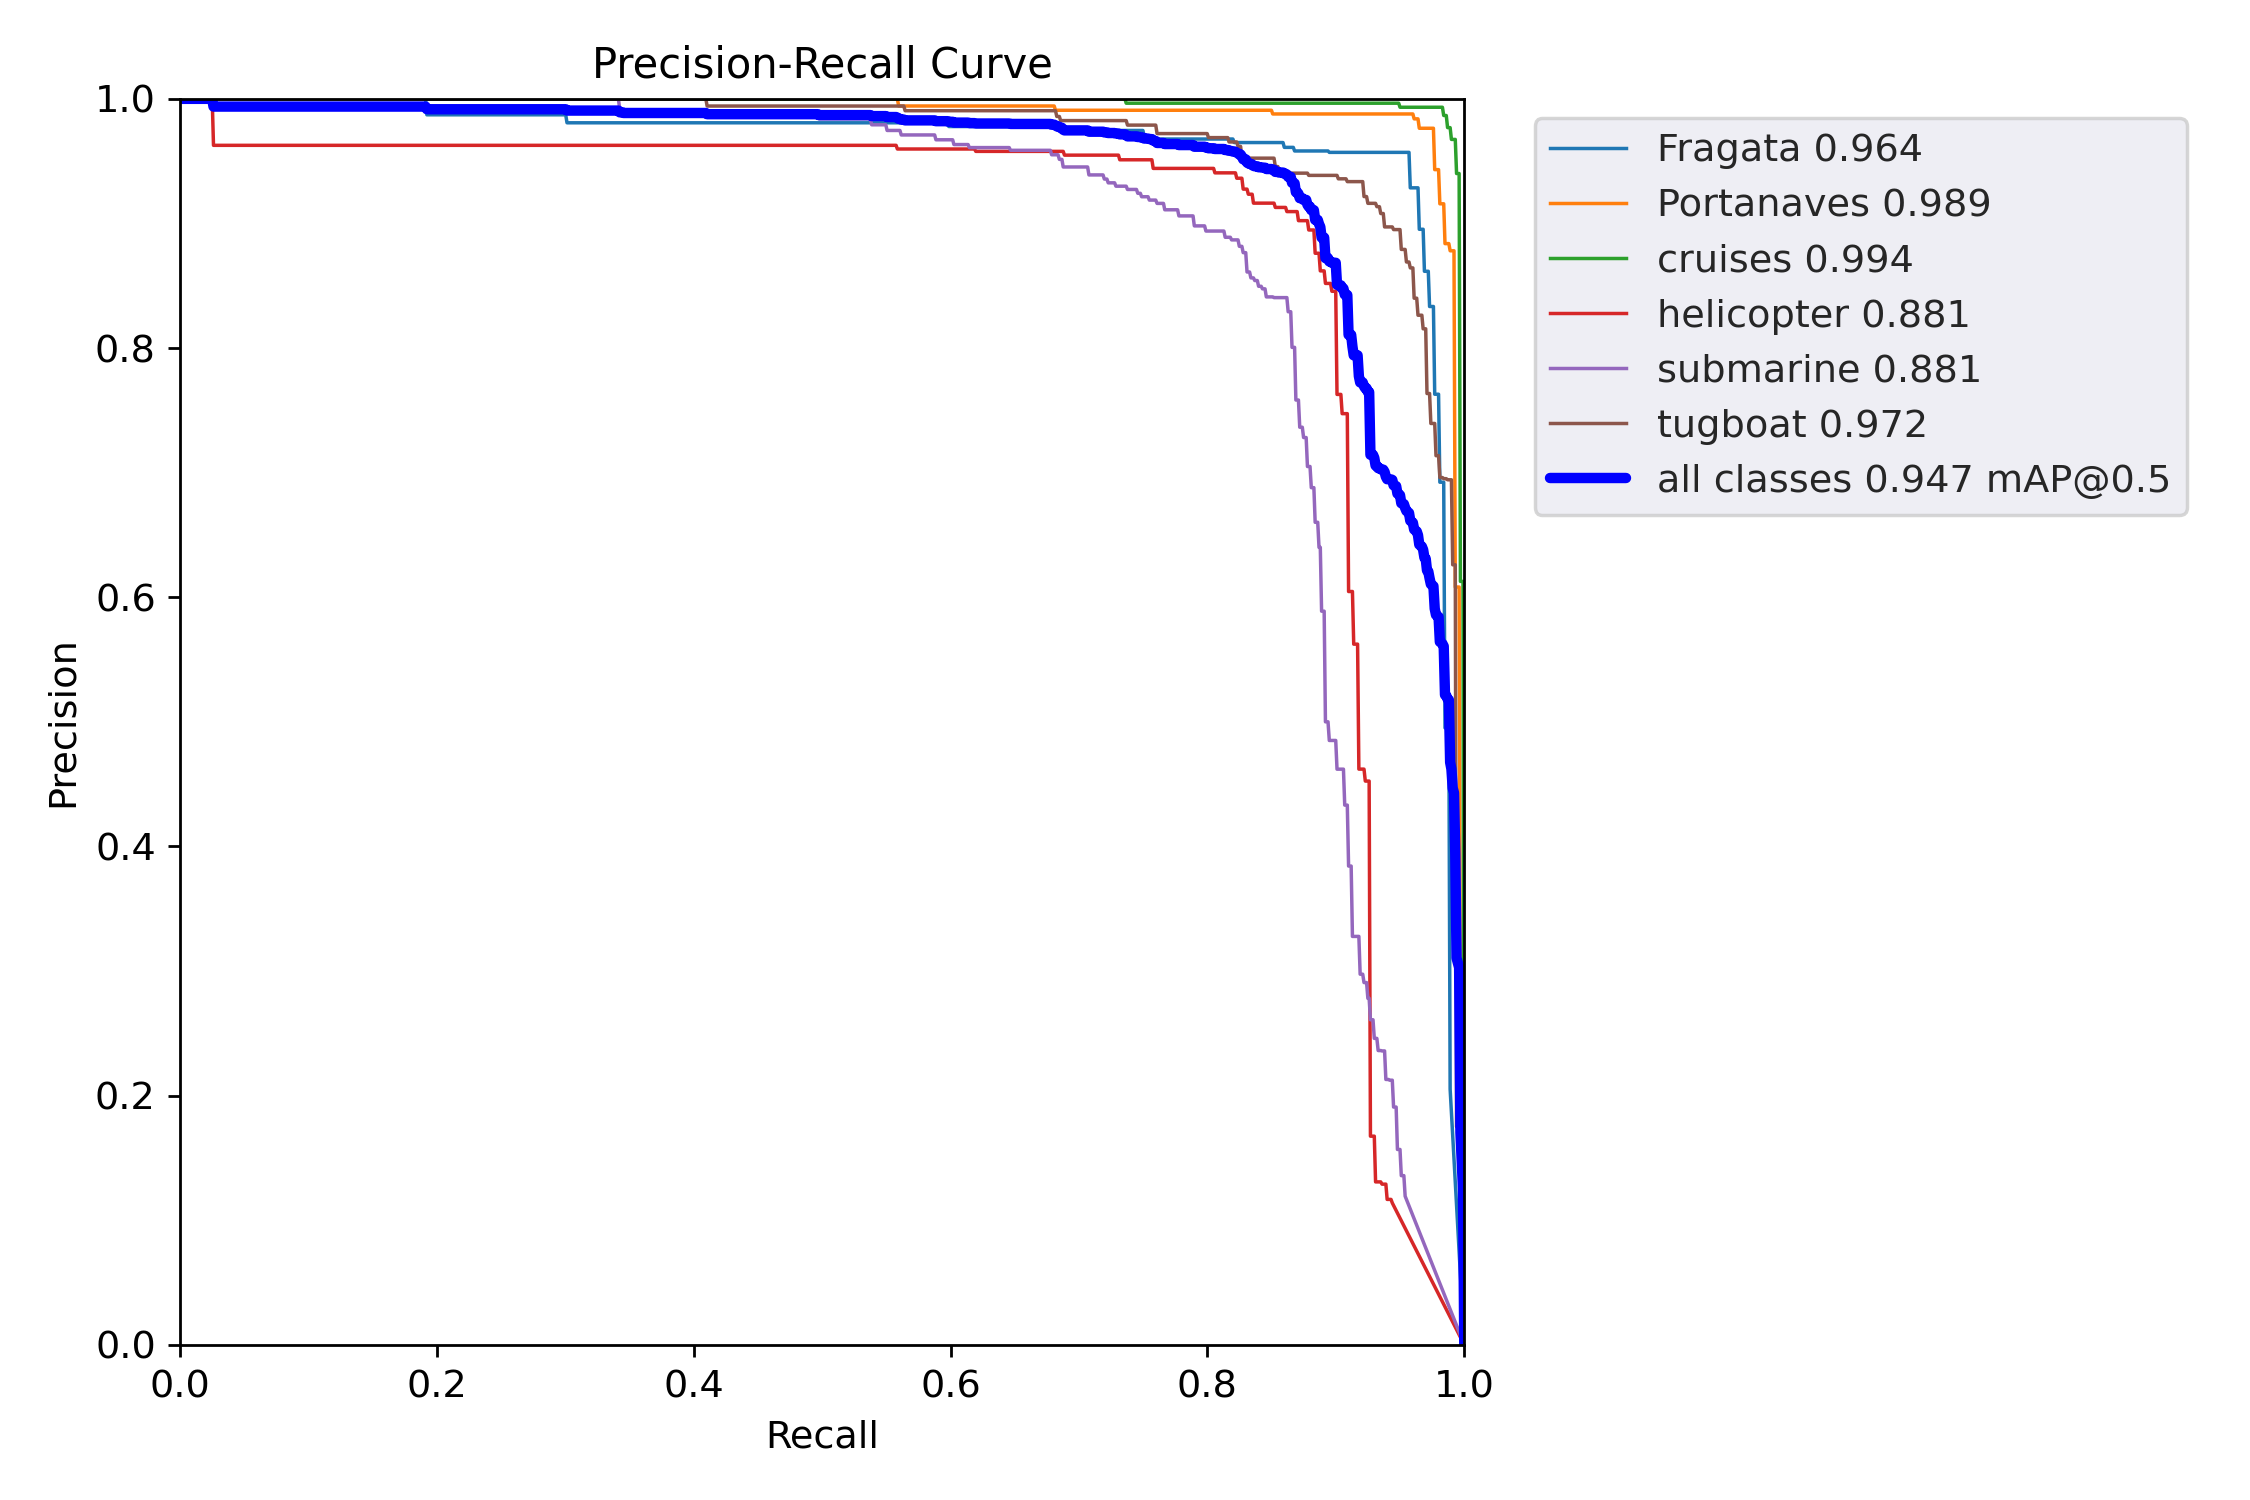 Precision-Recall Curve
1.0
0.8
0.6
0.4
0.2
0.0
Precision
0.0 0.2 0.4 0.6 0.8 1.0
Recall
Fragata 0.964
Portanaves 0.989
cruises 0.994
helicopter 0.881
submarine 0.881
tugboat 0.972
all classes 0.947 mAP@0.5